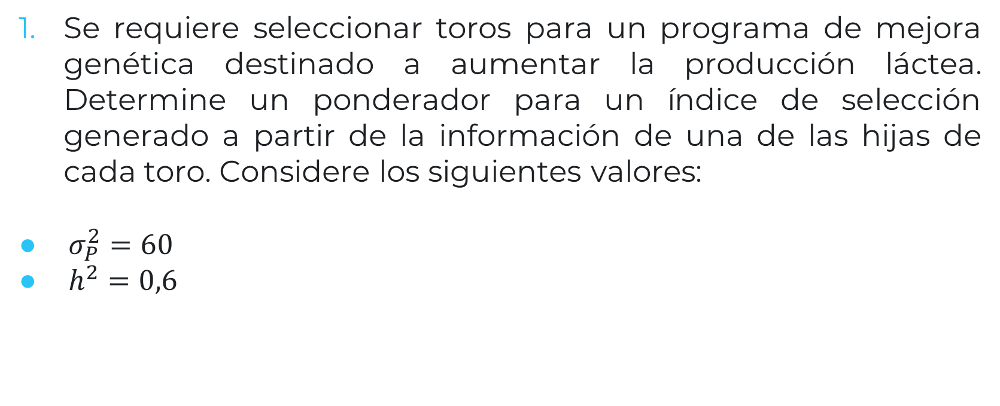 1. Se requiere seleccionar toros para un programa de mejora
genética destinado a aumentar la producción láctea.
Determine un ponderador para un índice de selección
generado a partir de la información de una de las hijas de
cada toro. Considere los siguientes valores:
● σ_P^2 = 60
● h^2 = 0,6